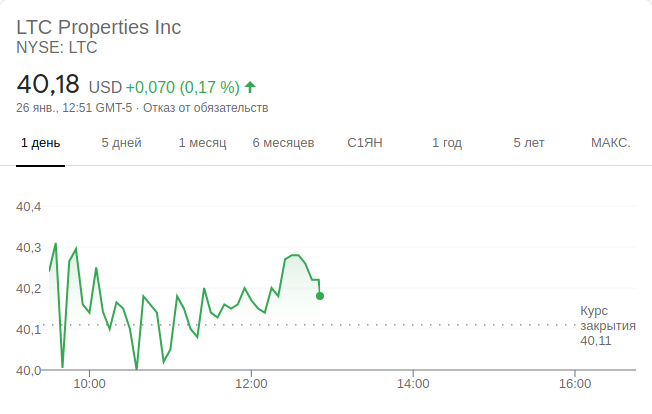 LTC Properties Inc
NYSE: LTC
40,18 USD +0,070 (0,17 %)
26 янв., 12:51 GMT-5 · Отказ от обязательств
1 день 5 дней 1 месяц 6 месяцев С1ЯН 1 год 5 лет МАКС.
40,4
40,3
40,2
40,1
40,0
Курс
закрытия
40,11
10:00 12:00 14:00 16:00